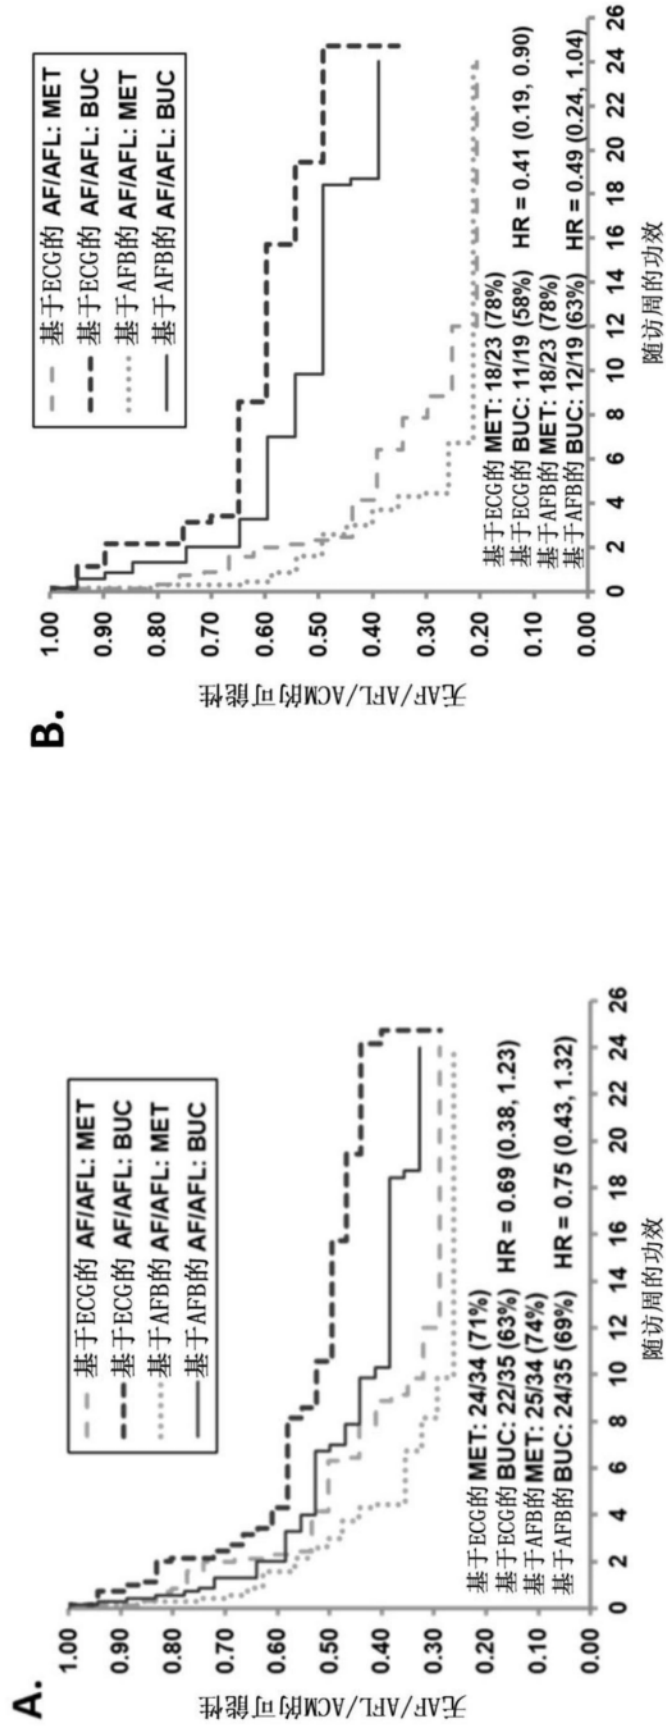 A.
无AF/AFL/ACM的可能性
1.00
0.90
0.80
0.70
0.60
0.50
0.40
0.30
0.20
0.10
0.00
基于ECG的 AF/AFL: MET
基于ECG的 AF/AFL: BUC
基于AFB的 AF/AFL: MET
基于AFB的 AF/AFL: BUC
基于ECG的 MET: 24/34 (71%)
基于ECG的 BUC: 22/35 (63%) HR = 0.69 (0.38, 1.23)
基于AFB的 MET: 25/34 (74%)
基于AFB的 BUC: 24/35 (69%) HR = 0.75 (0.43, 1.32)
0 2 4 6 8 10 12 14 16 18 20 22 24 26
随访周的功效
B.
无AF/AFL/ACM的可能性
1.00
0.90
0.80
0.70
0.60
0.50
0.40
0.30
0.20
0.10
0.00
基于ECG的 AF/AFL: MET
基于ECG的 AF/AFL: BUC
基于AFB的 AF/AFL: MET
基于AFB的 AF/AFL: BUC
基于ECG的 MET: 18/23 (78%)
基于ECG的 BUC: 11/19 (58%) HR = 0.41 (0.19, 0.90)
基于AFB的 MET: 18/23 (78%)
基于AFB的 BUC: 12/19 (63%) HR = 0.49 (0.24, 1.04)
0 2 4 6 8 10 12 14 16 18 20 22 24 26
随访周的功效